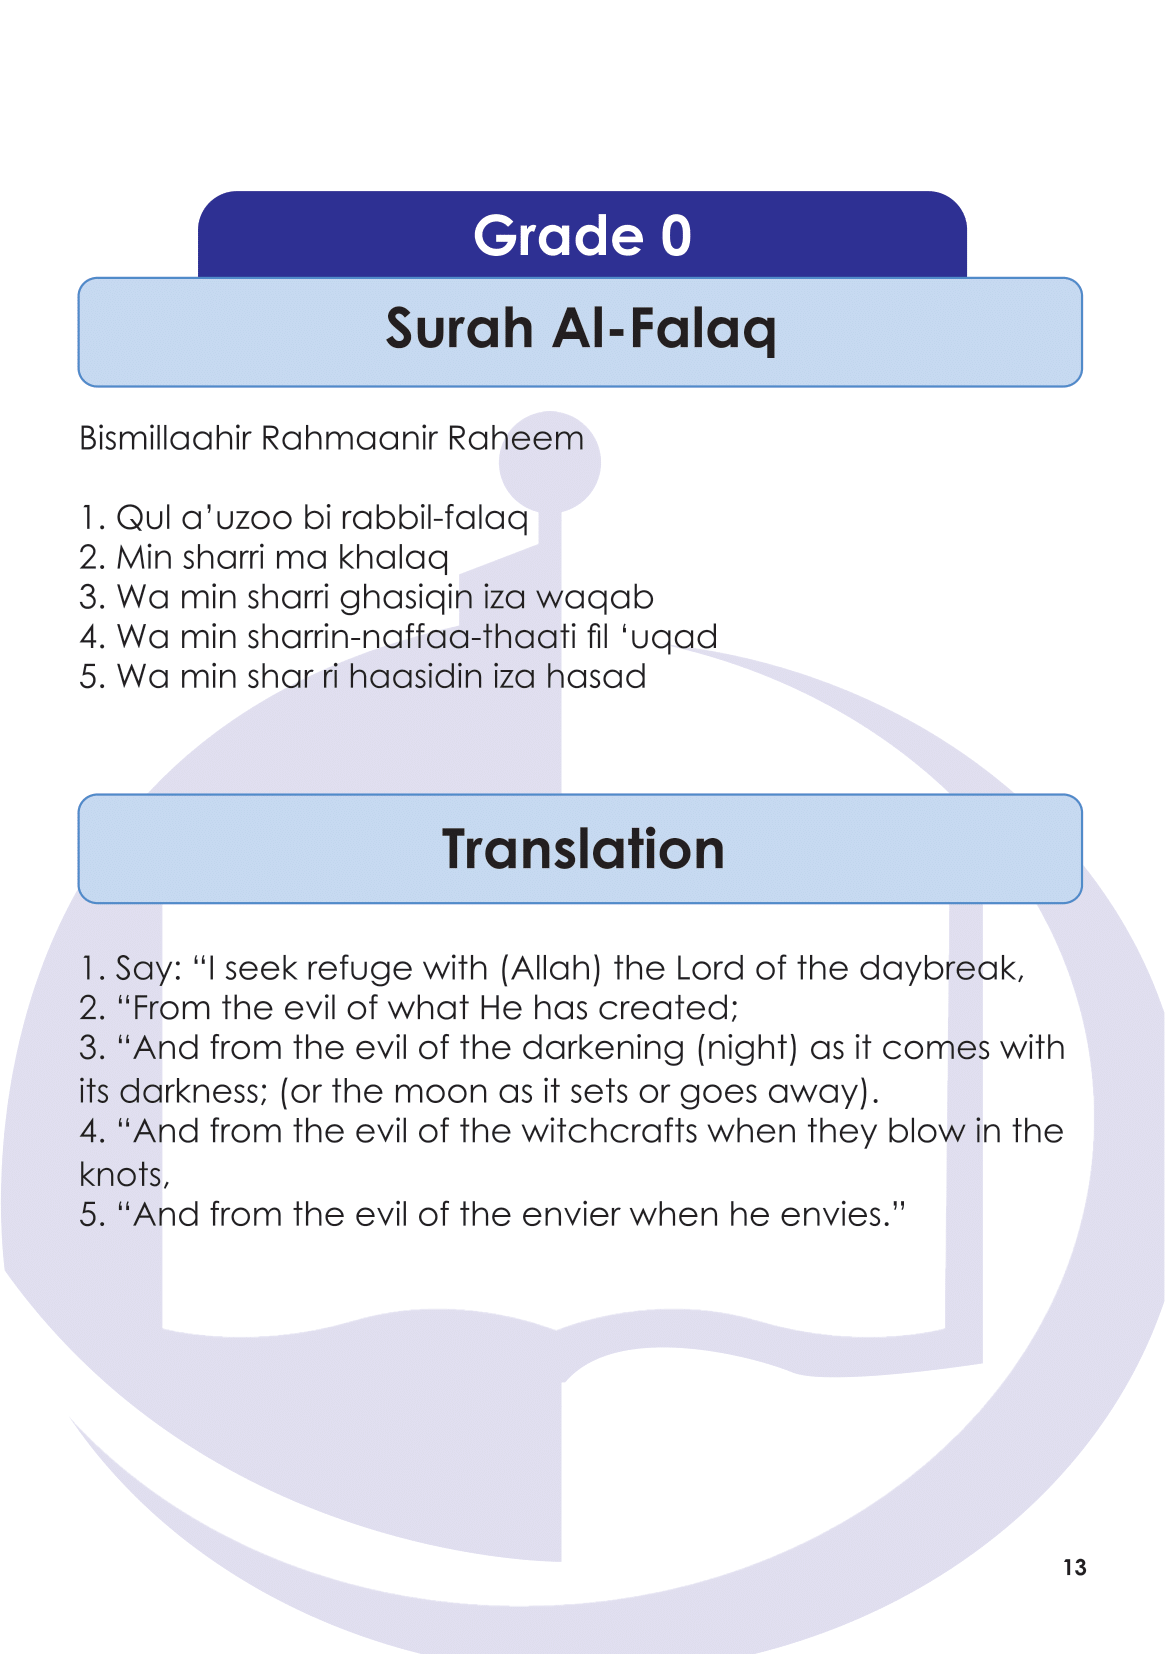 Grade 0
Surah Al-Falaq
Bismillaahir Rahmaanir Raheem
1. Qul a’uzoo bi rabbil-falaq
2. Min sharri ma khalaq
3. Wa min sharri ghasiqin iza waqab
4. Wa min sharrin-naffaa-thaati fil ‘uqad
5. Wa min shar ri haasidin iza hasad
Translation
1. Say: “I seek refuge with (Allah) the Lord of the daybreak,
2. “From the evil of what He has created;
3. “And from the evil of the darkening (night) as it comes with
its darkness; (or the moon as it sets or goes away).
4. “And from the evil of the witchcrafts when they blow in the
knots,
5. “And from the evil of the envier when he envies.”
13